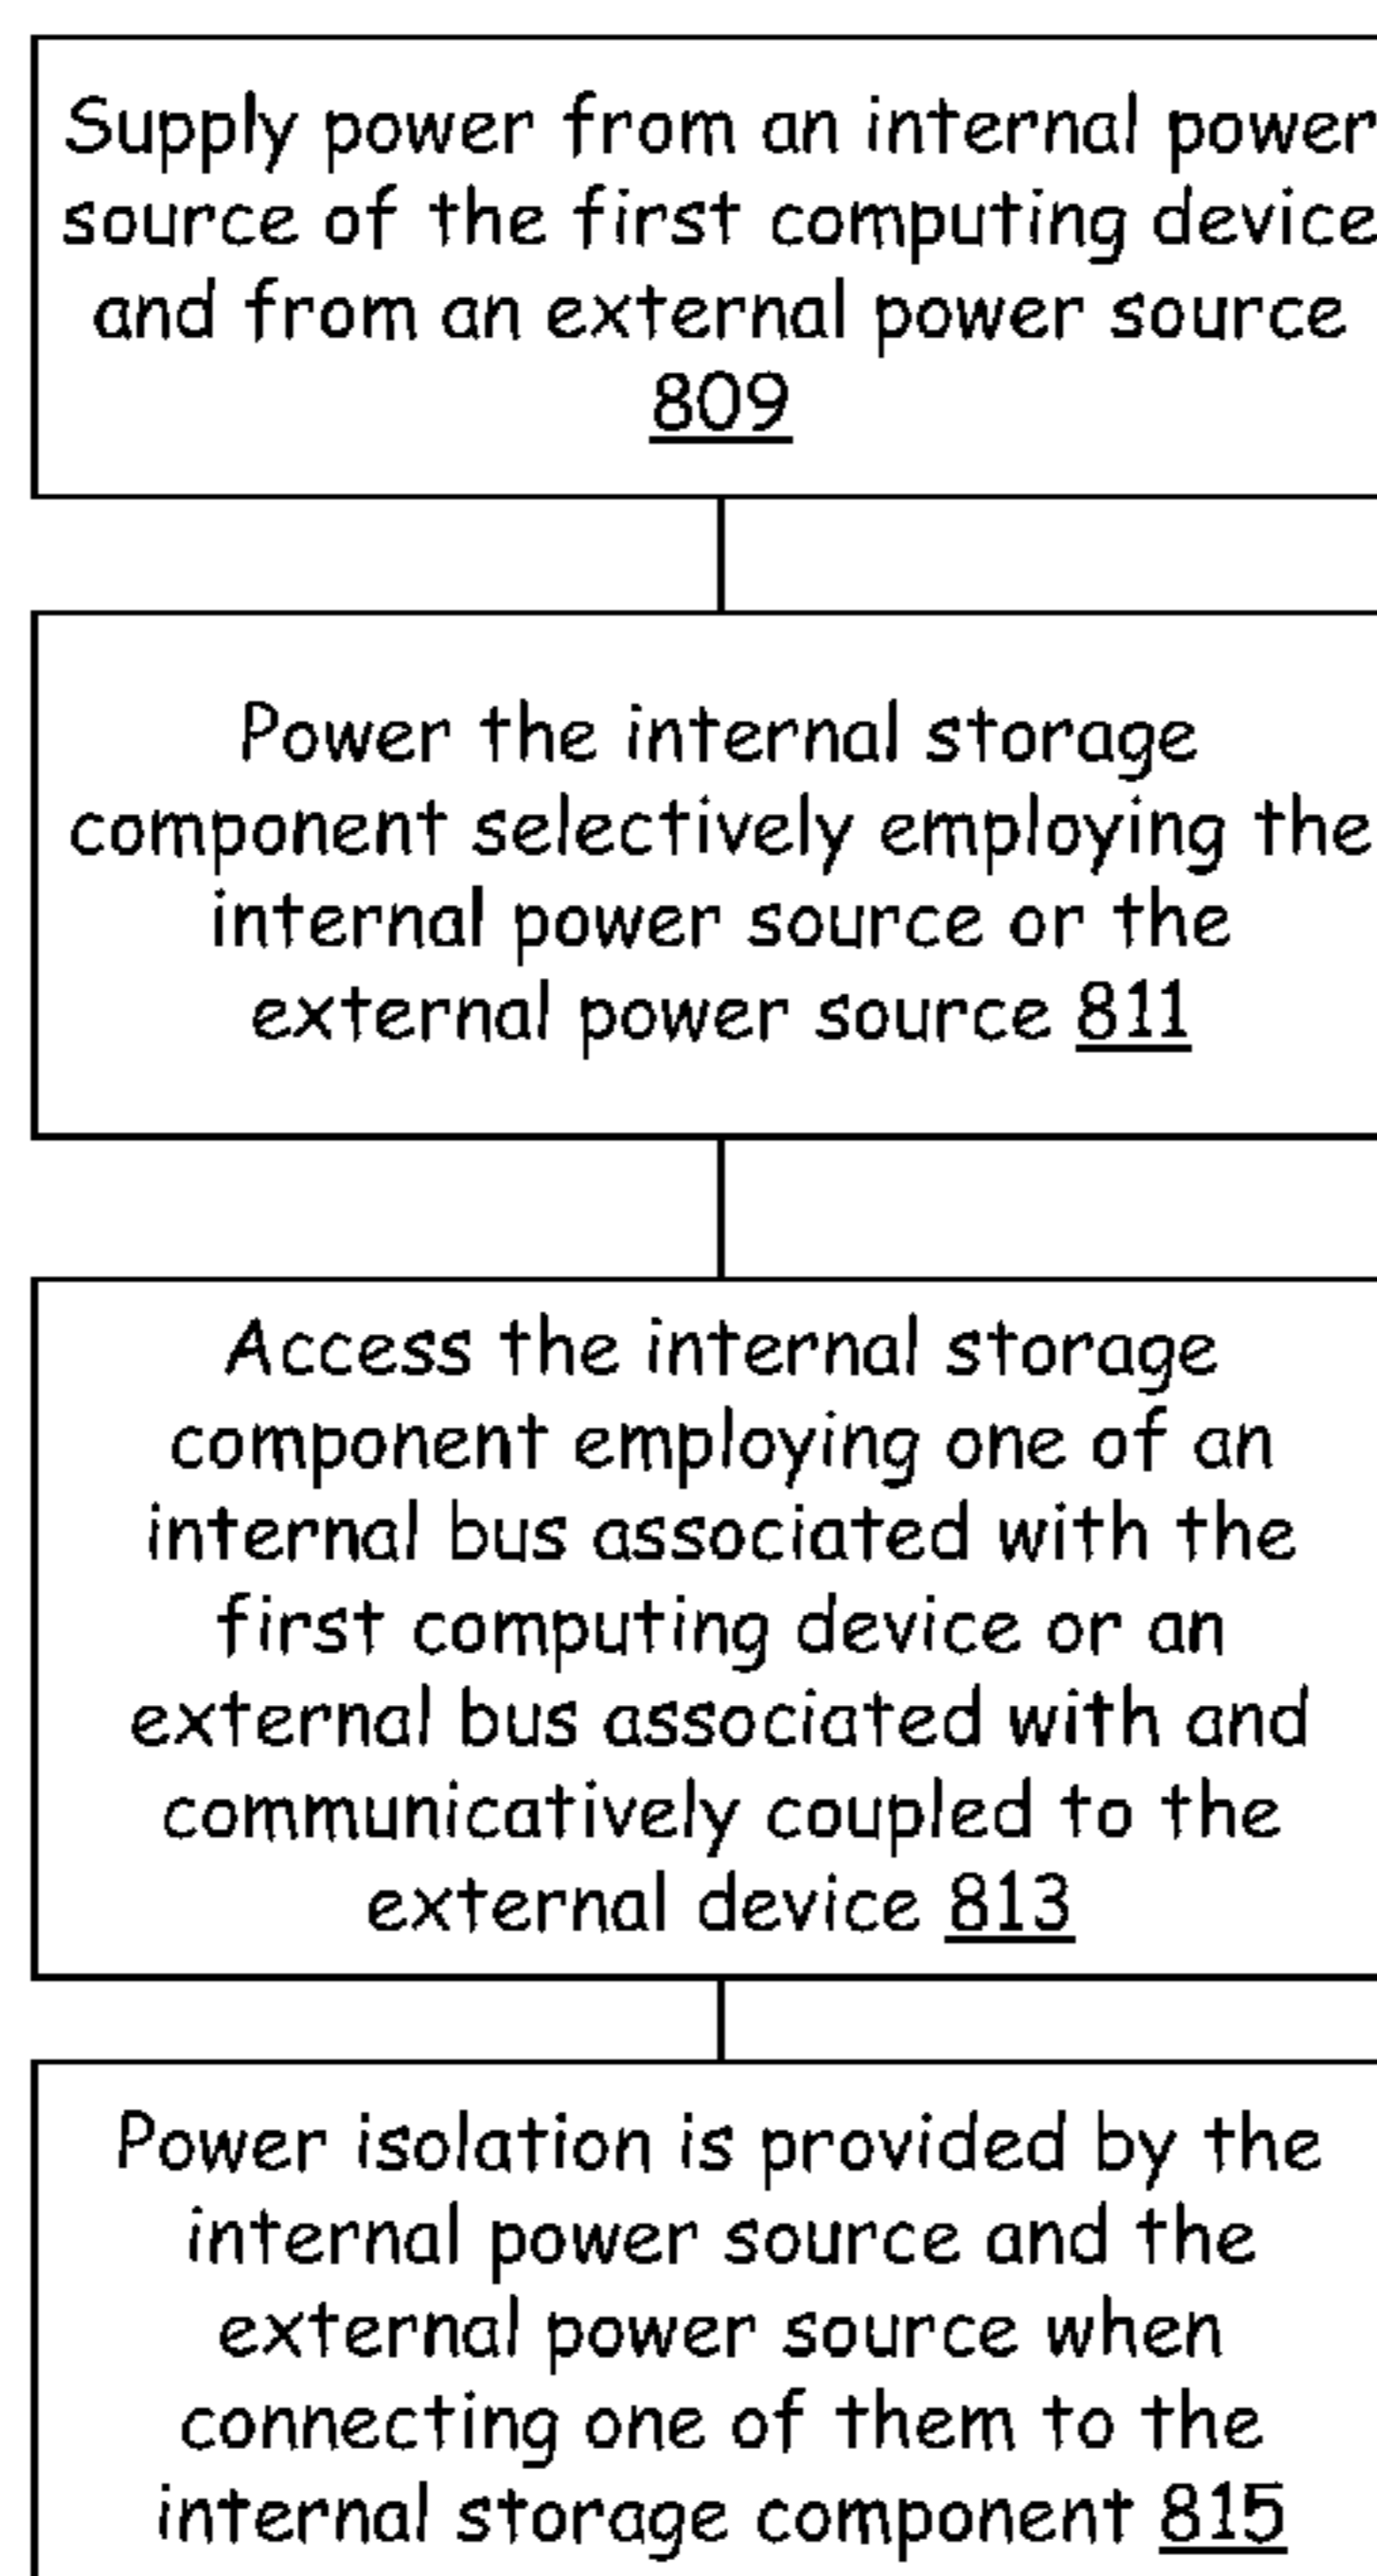 Supply power from an internal power
source of the first computing device
and from an external power source
809
Power the internal storage
component selectively employing the
internal power source or the
external power source 811
Access the internal storage
component employing one of an
internal bus associated with the
first computing device or an
external bus associated with and
communicatively coupled to the
external device 813
Power isolation is provided by the
internal power source and the
external power source when
connecting one of them to the
internal storage component 815